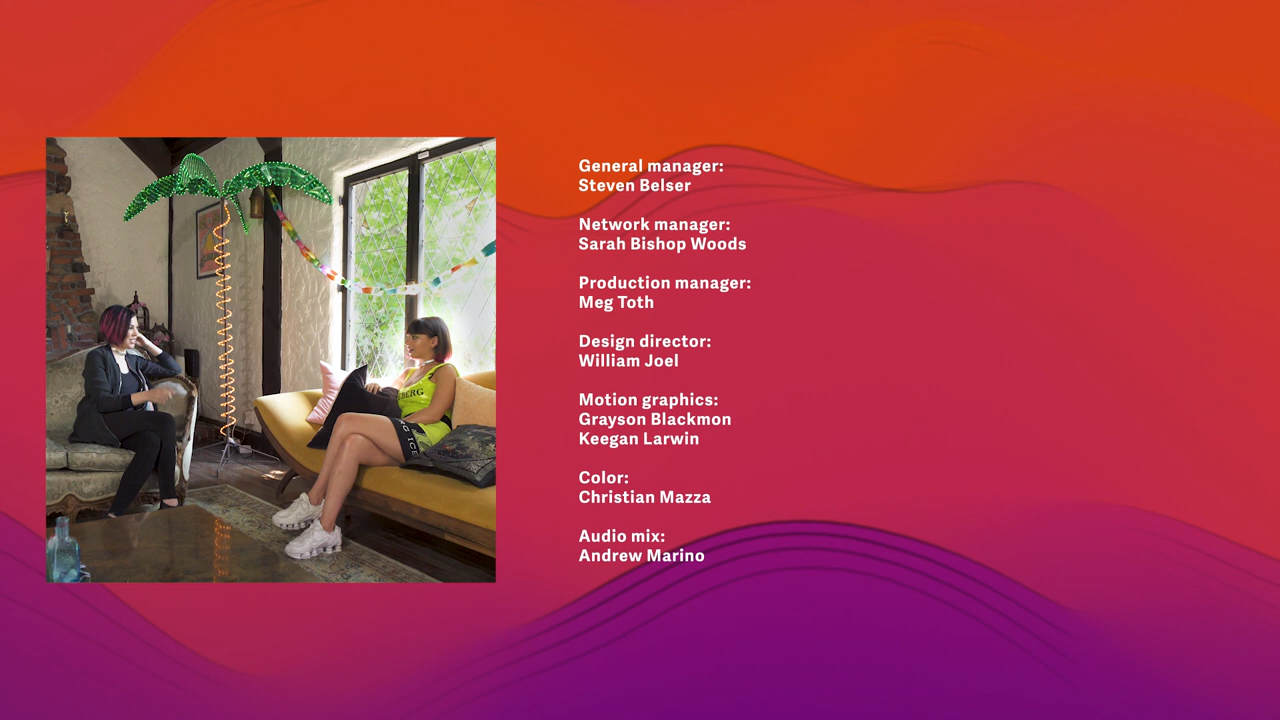 General manager:
Steven Belser
Network manager:
Sarah Bishop Woods
Production manager:
Meg Toth
Design director:
William Joel
Motion graphics:
Grayson Blackmon
Keegan Larwin
Color:
Christian Mazza
Audio mix:
Andrew Marino